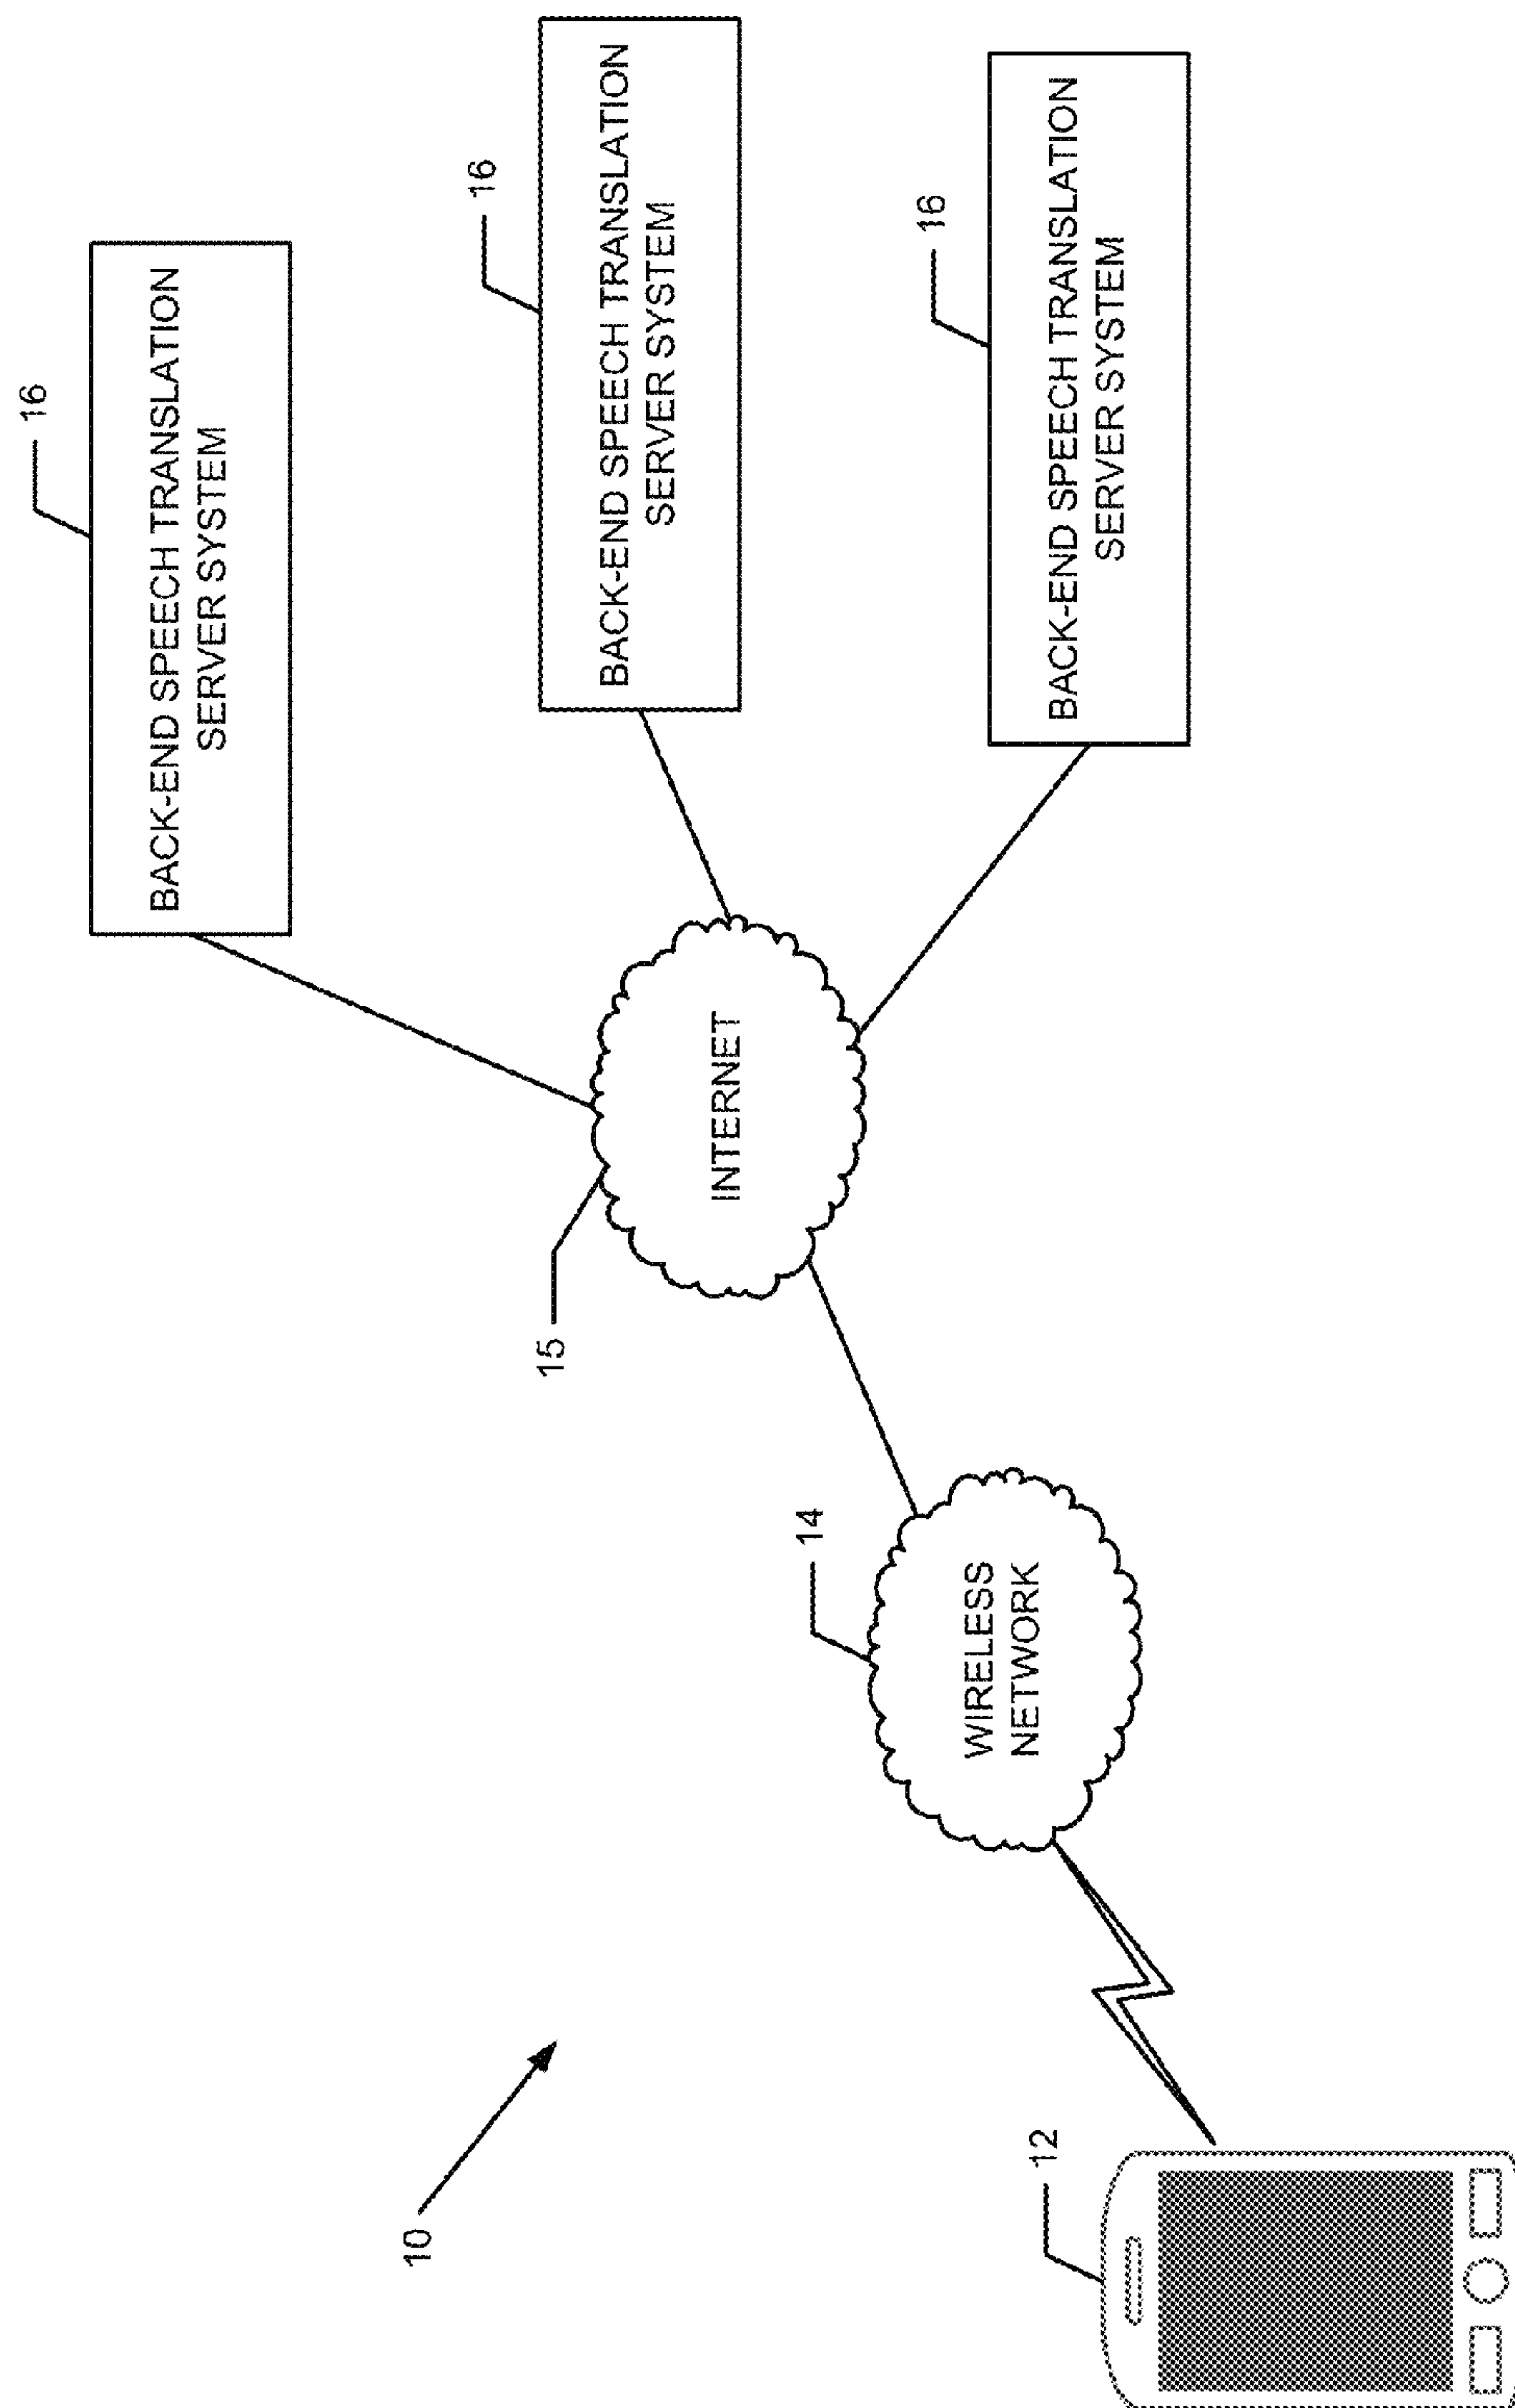 16
BACK-END SPEECH TRANSLATION
SERVER SYSTEM
16
BACK-END SPEECH TRANSLATION
SERVER SYSTEM
16
BACK-END SPEECH TRANSLATION
SERVER SYSTEM
15
INTERNET
14
WIRELESS
NETWORK
10
12